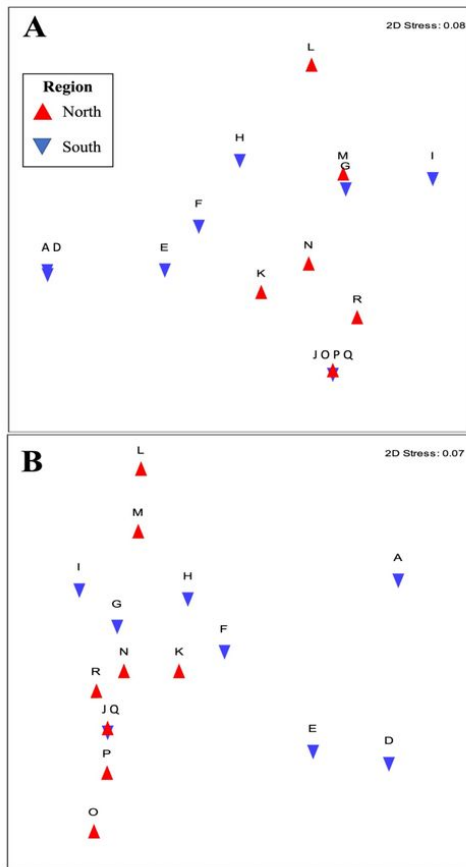 A
2D Stress: 0.08
L
Region
North
South
H
M
G
I
F
A D
E
N
K
R
J O P Q
B
2D Stress: 0.07
L
M
A
I
H
G
F
N
K
R
J Q
E
D
P
O